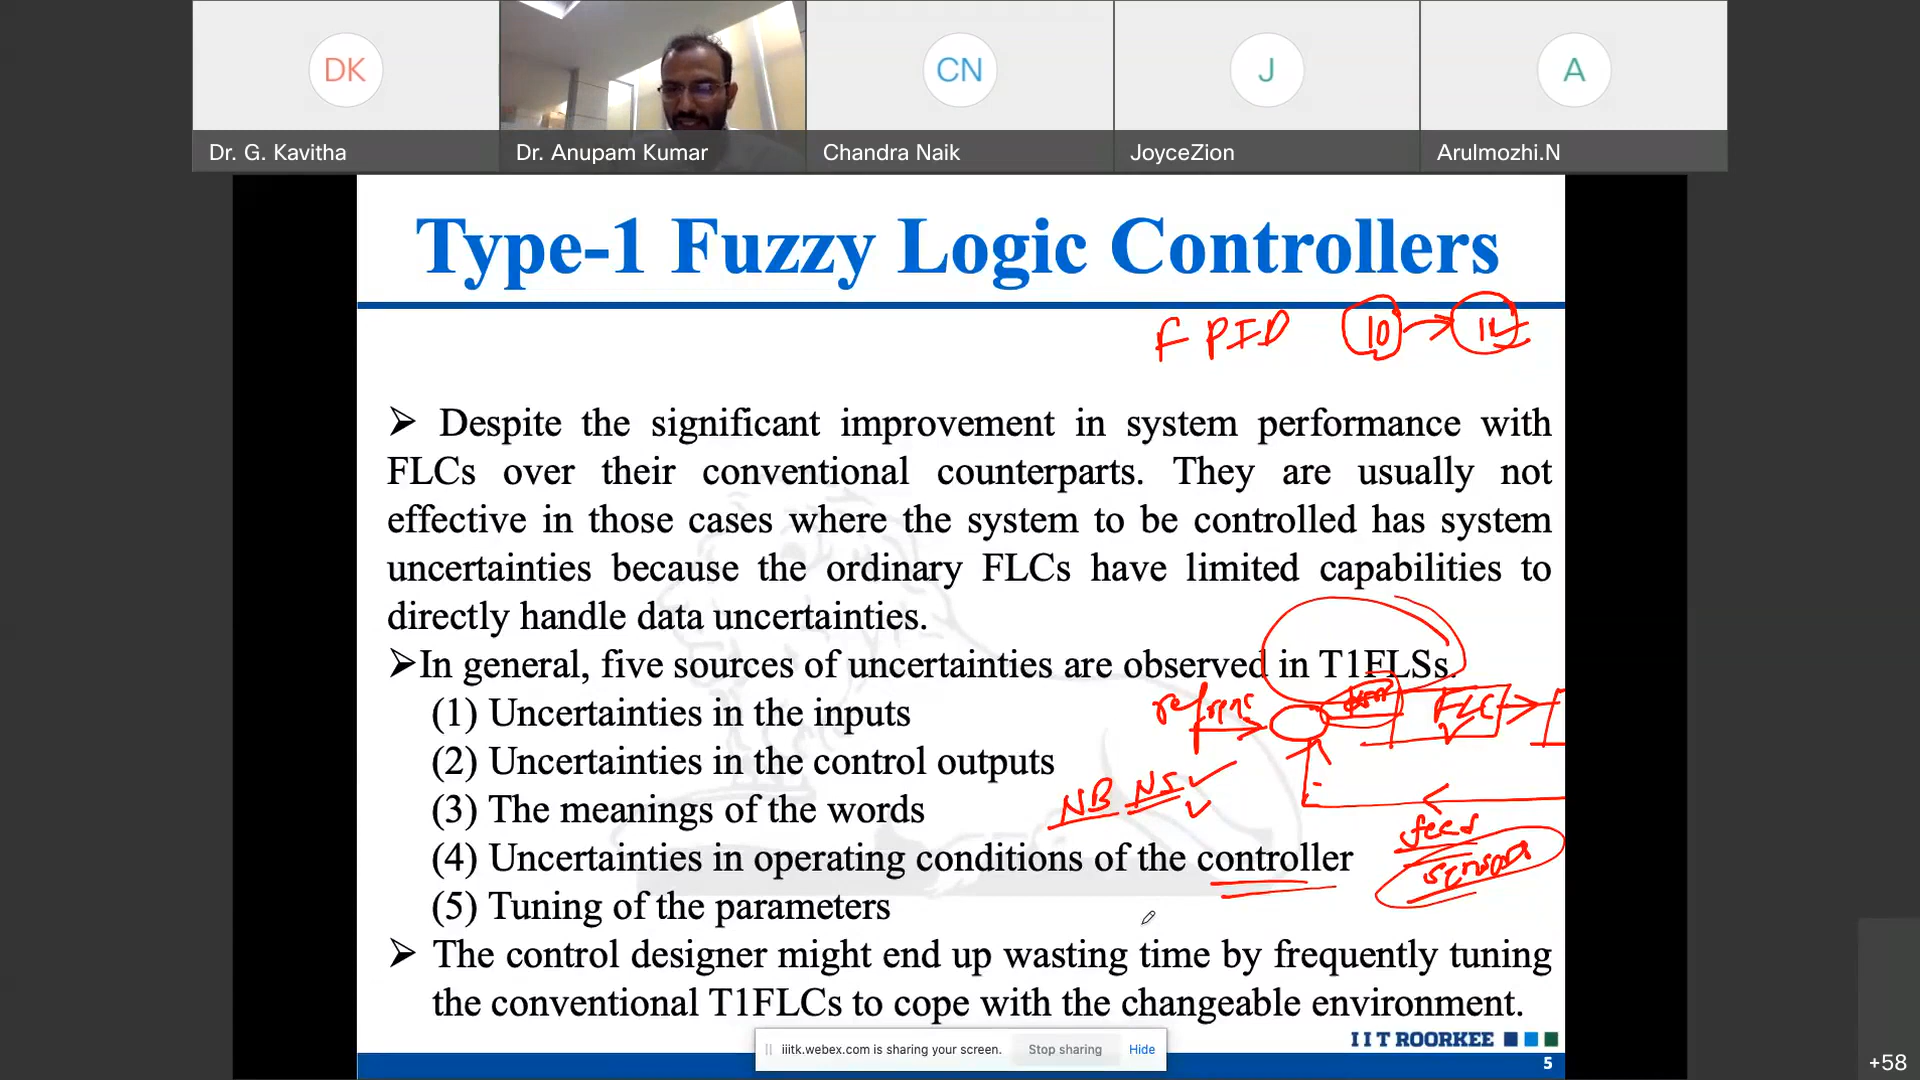 DK
CN
J
A
Dr. G. Kavitha
Dr. Anupam Kumar
Chandra Naik
JoyceZion
Arulmozhi.N
Type-1 Fuzzy Logic Controllers
F PID 10
➢ Despite the significant improvement in system performance with
FLCs over their conventional counterparts. They are usually not
effective in those cases where the system to be controlled has system
uncertainties because the ordinary FLCs have limited capabilities to
directly handle data uncertainties.
➢In general, five sources of uncertainties are observed in T1FLSs.
(1) Uncertainties in the inputs
FLC
(2) Uncertainties in the control outputs
NB NS
(3) The meanings of the words
(4) Uncertainties in operating conditions of the controller
(5) Tuning of the parameters
➢ The control designer might end up wasting time by frequently tuning
the conventional T1FLCs to cope with the changeable environment.
iiitk.webex.com is sharing your screen. Stop sharing Hide
I I T ROORKEE
5
+58